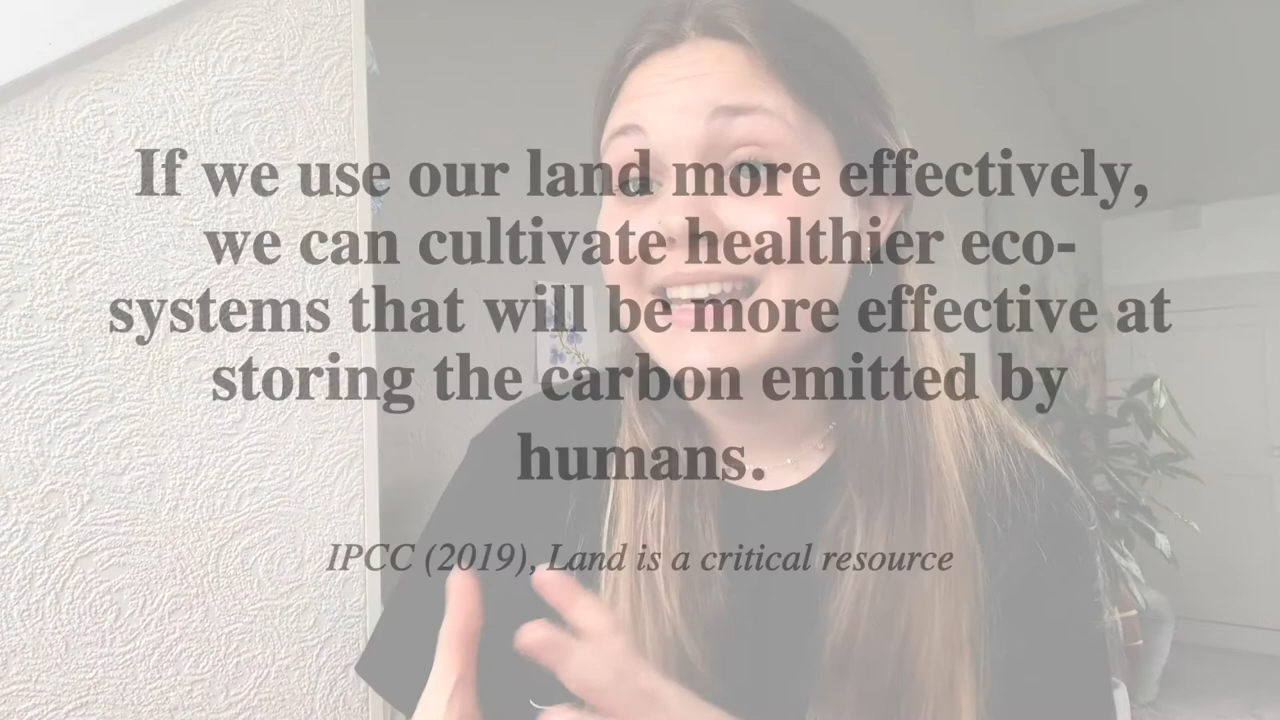 If we use our land more effectively,
we can cultivate healthier eco-
systems that will be more effective at
storing the carbon emitted by
humans.
IPCC (2019), Land is a critical resource